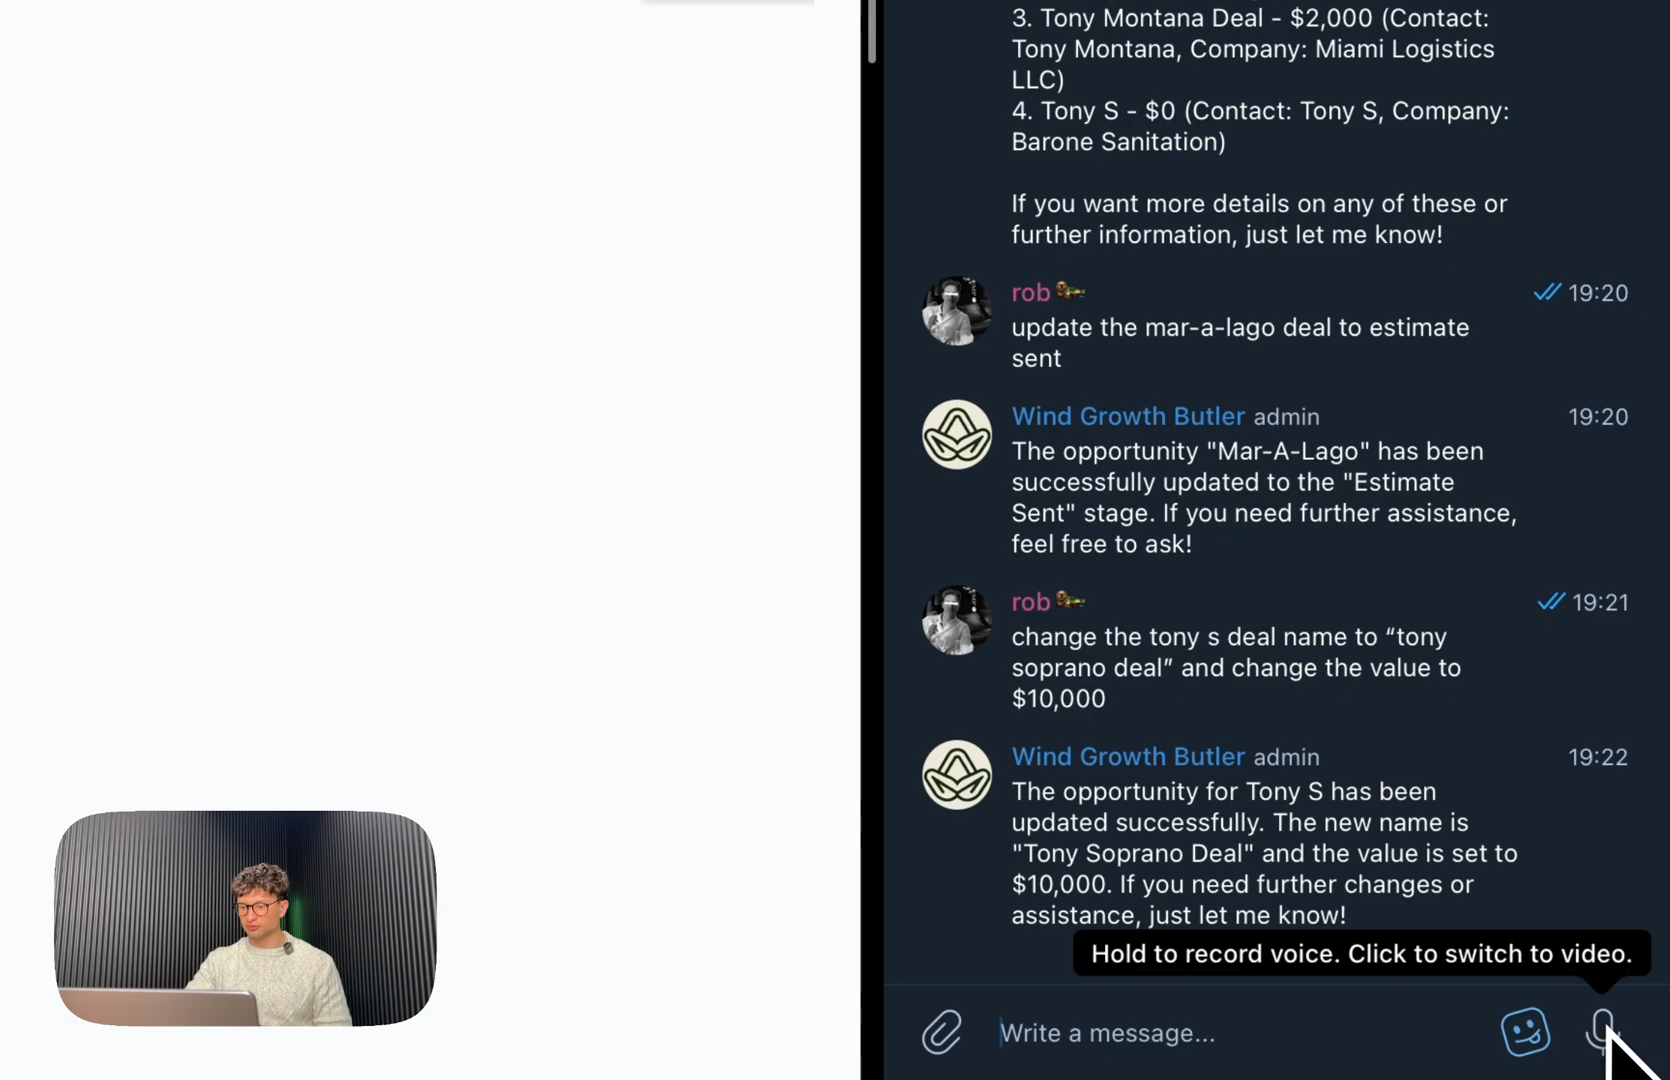 3. Tony Montana Deal - $2,000 (Contact:
Tony Montana, Company: Miami Logistics
LLC)
4. Tony S - $0 (Contact: Tony S, Company:
Barone Sanitation)
If you want more details on any of these or
further information, just let me know!
rob 19:20
update the mar-a-lago deal to estimate
sent
Wind Growth Butler admin 19:20
The opportunity "Mar-A-Lago" has been
successfully updated to the "Estimate
Sent" stage. If you need further assistance,
feel free to ask!
rob 19:21
change the tony s deal name to “tony
soprano deal” and change the value to
$10,000
Wind Growth Butler admin 19:22
The opportunity for Tony S has been
updated successfully. The new name is
"Tony Soprano Deal" and the value is set to
$10,000. If you need further changes or
assistance, just let me know!
Hold to record voice. Click to switch to video.
Write a message...